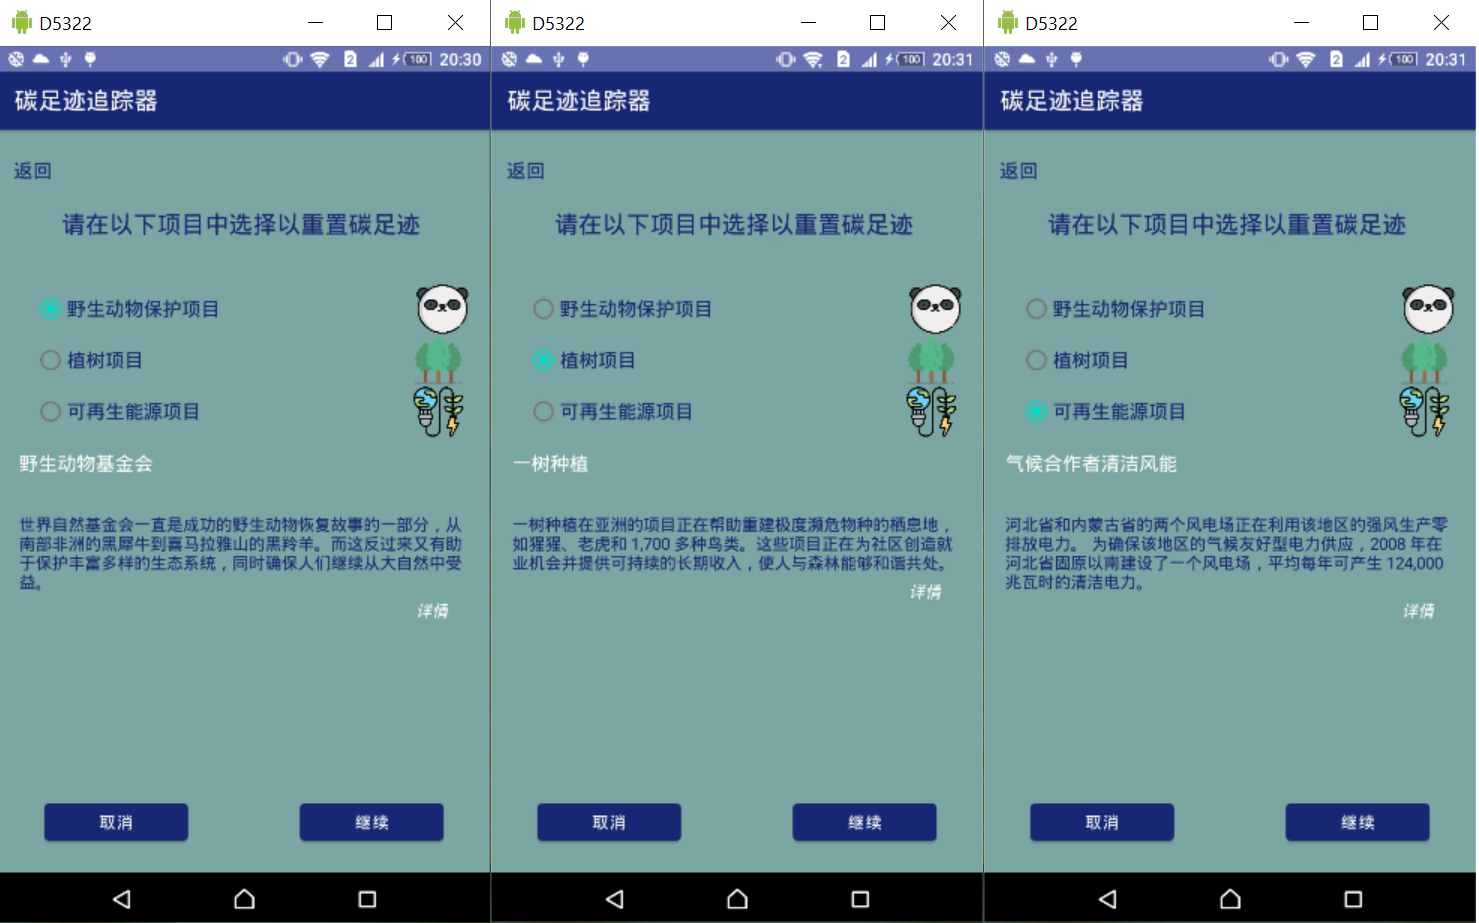 D5322
2
100
20:30
碳足迹追踪器
返回
请在以下项目中选择以重置碳足迹
野生动物保护项目
植树项目
可再生能源项目
野生动物基金会
世界自然基金会一直是成功的野生动物恢复故事的一部分，从
南部非洲的黑犀牛到喜马拉雅山的黑羚羊。而这反过来又有助
于保护丰富多样的生态系统，同时确保人们继续从大自然中受
益。
详情
取消
继续
D5322
2
100
20:31
碳足迹追踪器
返回
请在以下项目中选择以重置碳足迹
野生动物保护项目
植树项目
可再生能源项目
一树种植
一树种植在亚洲的项目正在帮助重建极度濒危物种的栖息地，
如猩猩、老虎和 1,700 多种鸟类。这些项目正在为社区创造就
业机会并提供可持续的长期收入，使人与森林能够和谐共处。
详情
取消
继续
D5322
2
100
20:31
碳足迹追踪器
返回
请在以下项目中选择以重置碳足迹
野生动物保护项目
植树项目
可再生能源项目
气候合作者清洁风能
河北省和内蒙古省的两个风电场正在利用该地区的强风生产零
排放电力。 为确保该地区的气候友好型电力供应，2008 年在
河北省固原以南建设了一个风电场，平均每年可产生 124,000
兆瓦时的清洁电力。
详情
取消
继续